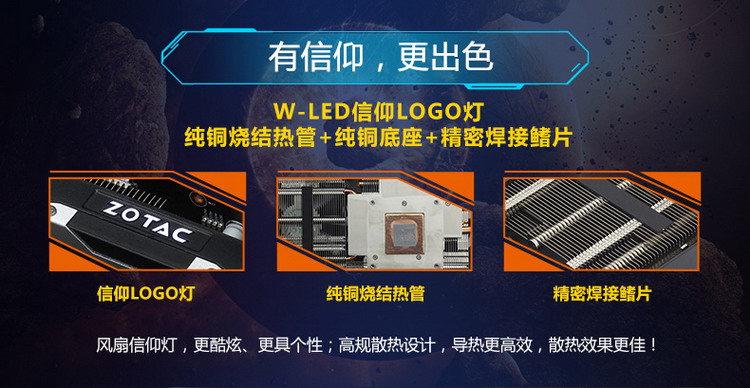 有信仰，更出色
W-LED信仰LOGO灯
纯铜烧结热管+纯铜底座+精密焊接鳍片
ZOTAC
信仰LOGO灯
纯铜烧结热管
精密焊接鳍片
风扇信仰灯，更酷炫、更具个性；高规散热设计，导热更高效，散热效果更佳！